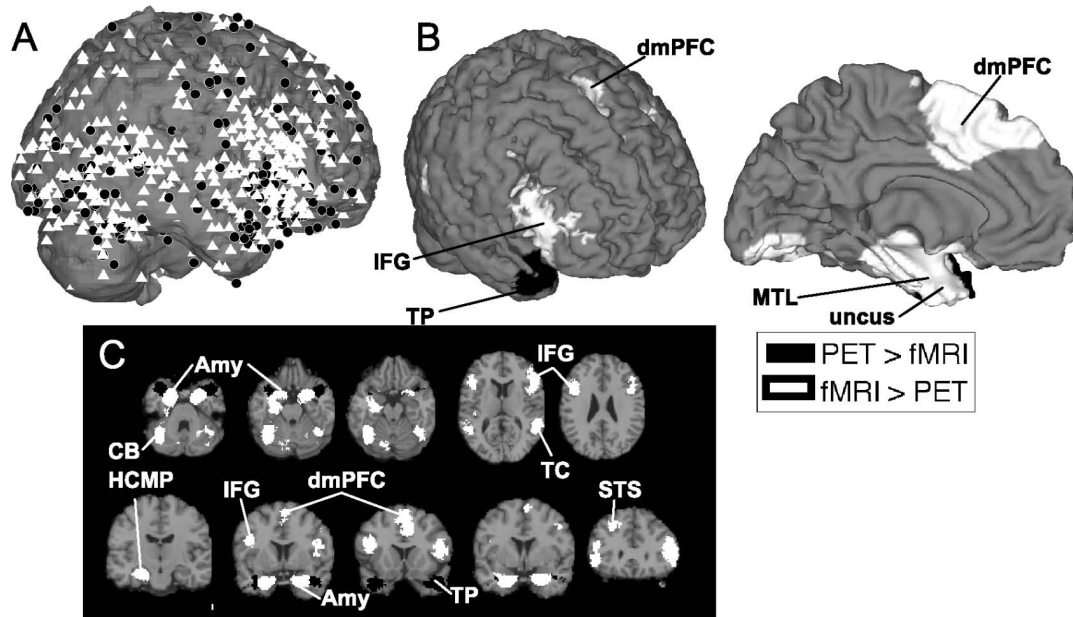 A
B
dmPFC
dmPFC
IFG
TP
MTL
uncus
PET > fMRI
fMRI > PET
C
Amy
IFG
CB
TC
HCMP
IFG
dmPFC
STS
Amy
TP